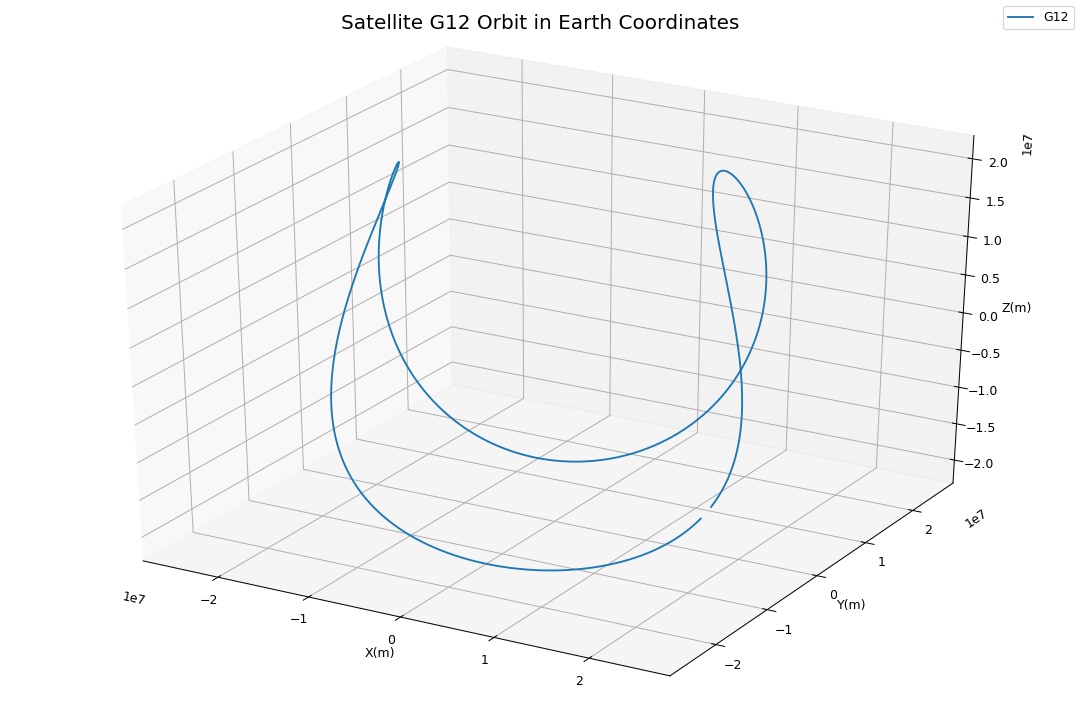 Satellite G12 Orbit in Earth Coordinates
G12
1e7
2.0
1.5
1.0
0.5
0.0
Z(m)
−0.5
−1.0
−1.5
−2.0
1e7
2
1
0
Y(m)
−1
−2
1e7
−2
−1
0
X(m)
1
2